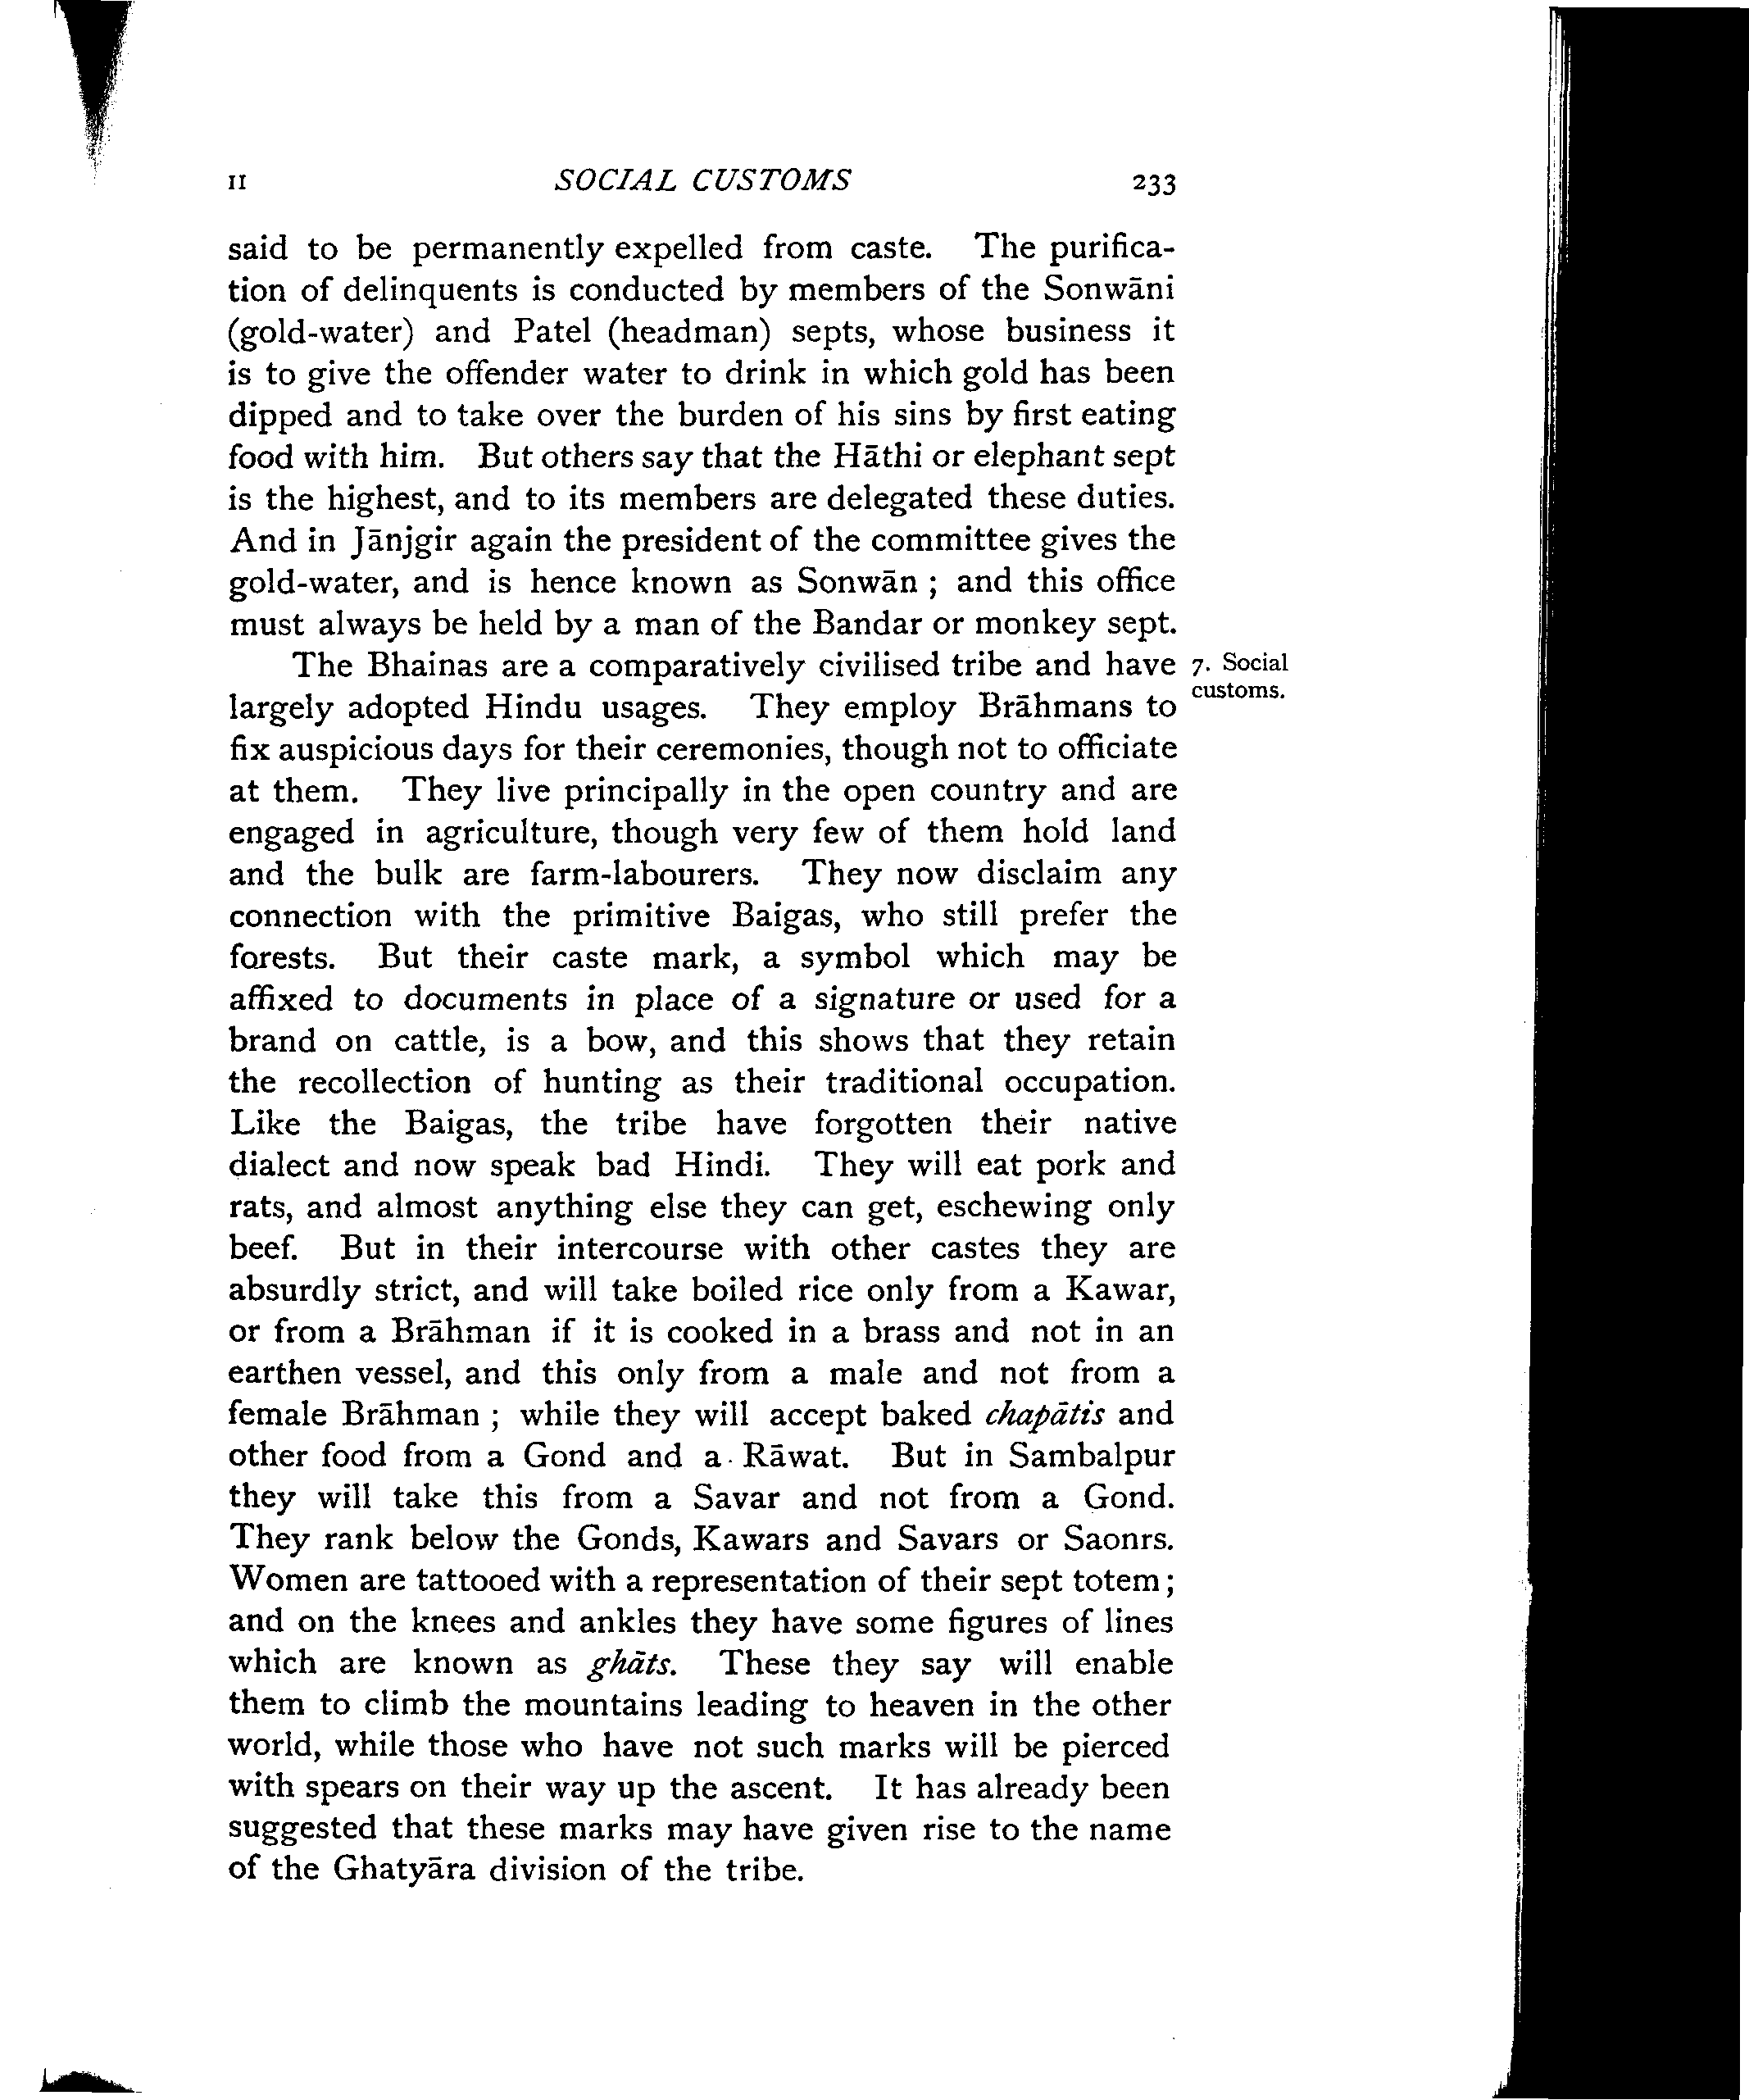 II SOCIAL CUSTOMS 233
said to be permanently expelled from caste. The purifica-
tion of delinquents is conducted by members of the Sonwāni
(gold-water) and Patel (headman) septs, whose business it
is to give the offender water to drink in which gold has been
dipped and to take over the burden of his sins by first eating
food with him. But others say that the Hāthi or elephant sept
is the highest, and to its members are delegated these duties.
And in Jānjgir again the president of the committee gives the
gold-water, and is hence known as Sonwān ; and this office
must always be held by a man of the Bandar or monkey sept.
The Bhainas are a comparatively civilised tribe and have
7. Social
customs.
largely adopted Hindu usages. They employ Brāhmans to
fix auspicious days for their ceremonies, though not to officiate
at them. They live principally in the open country and are
engaged in agriculture, though very few of them hold land
and the bulk are farm-labourers. They now disclaim any
connection with the primitive Baigas, who still prefer the
forests. But their caste mark, a symbol which may be
affixed to documents in place of a signature or used for a
brand on cattle, is a bow, and this shows that they retain
the recollection of hunting as their traditional occupation.
Like the Baigas, the tribe have forgotten their native
dialect and now speak bad Hindi. They will eat pork and
rats, and almost anything else they can get, eschewing only
beef. But in their intercourse with other castes they are
absurdly strict, and will take boiled rice only from a Kawar,
or from a Brāhman if it is cooked in a brass and not in an
earthen vessel, and this only from a male and not from a
female Brāhman ; while they will accept baked chapātis and
other food from a Gond and a Rāwat. But in Sambalpur
they will take this from a Savar and not from a Gond.
They rank below the Gonds, Kawars and Savars or Saonrs.
Women are tattooed with a representation of their sept totem ;
and on the knees and ankles they have some figures of lines
which are known as ghāts. These they say will enable
them to climb the mountains leading to heaven in the other
world, while those who have not such marks will be pierced
with spears on their way up the ascent. It has already been
suggested that these marks may have given rise to the name
of the Ghatyāra division of the tribe.